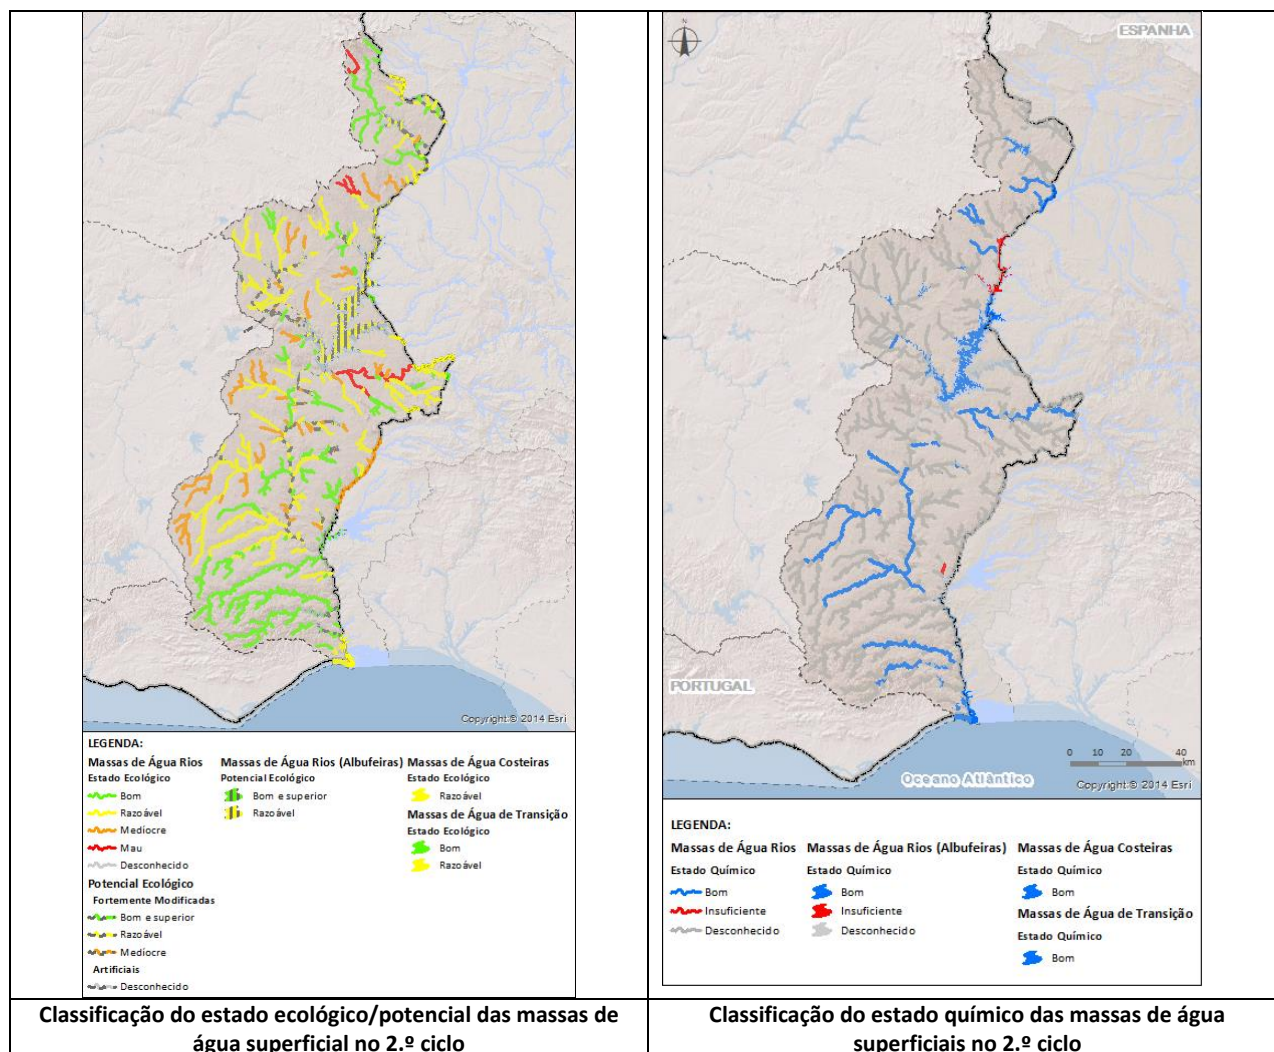 Copyright:© 2014 Esri
LEGENDA:
Massas de Água Rios
Estado Ecológico
Bom
Razoável
Medíocre
Mau
Desconhecido
Potencial Ecológico
Fortemente Modificadas
Bom e superior
Razoável
Medíocre
Artificiais
Desconhecido
Massas de Água Rios (Albufeiras)
Potencial Ecológico
Bom e superior
Razoável
Massas de Água Costeiras
Estado Ecológico
Razoável
Massas de Água de Transição
Estado Ecológico
Bom
Razoável
Classificação do estado ecológico/potencial das massas de
água superficial no 2.º ciclo
N
ESPANHA
PORTUGAL
Oceano Atlântico
0 10 20 40
km
Copyright:© 2014 Esri
LEGENDA:
Massas de Água Rios
Estado Químico
Bom
Insuficiente
Desconhecido
Massas de Água Rios (Albufeiras)
Estado Químico
Bom
Insuficiente
Desconhecido
Massas de Água Costeiras
Estado Químico
Bom
Massas de Água de Transição
Estado Químico
Bom
Classificação do estado químico das massas de água
superficiais no 2.º ciclo